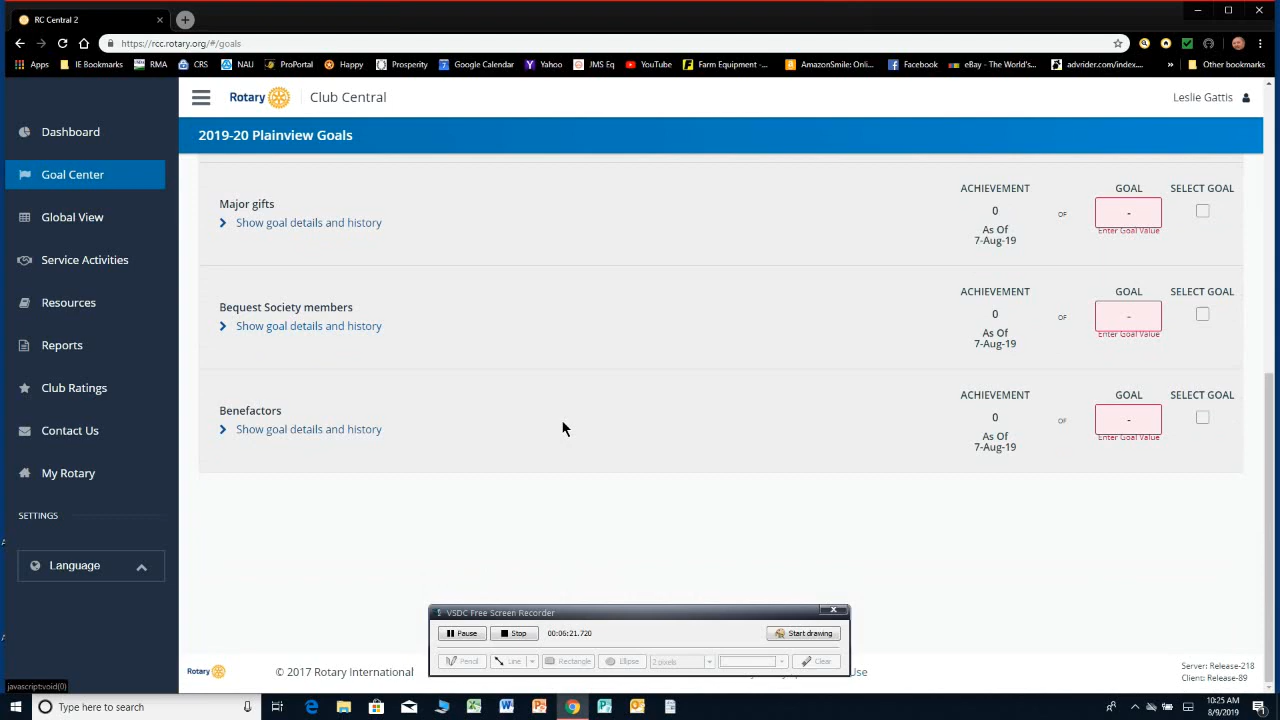 RC Central 2
https://rcc.rotary.org/#/goals
Apps IE Bookmarks RMA CRS NAU ProPortal Happy Prosperity Google Calendar Yahoo JMS Eq YouTube Farm Equipment -... AmazonSmile: Onli... Facebook eBay - The World's... advrider.com/index.... » Other bookmarks
Rotary Club Central Leslie Gattis
2019-20 Plainview Goals
Dashboard
Goal Center
Global View
Service Activities
Resources
Reports
Club Ratings
Contact Us
My Rotary
SETTINGS
Language
ACHIEVEMENT GOAL SELECT GOAL
Major gifts
Show goal details and history
0 OF -
As Of
7-Aug-19
Enter Goal Value
ACHIEVEMENT GOAL SELECT GOAL
Bequest Society members
Show goal details and history
0 OF -
As Of
7-Aug-19
Enter Goal Value
ACHIEVEMENT GOAL SELECT GOAL
Benefactors
Show goal details and history
0 OF -
As Of
7-Aug-19
Enter Goal Value
VSDC Free Screen Recorder
Pause Stop 00:06:21.720 Start drawing
Pencil Line Rectangle Ellipse 2 pixels Clear
Rotary © 2017 Rotary International Use
Server: Release-218
Client: Release-89
javascript:void(0)
Type here to search
10:25 AM
8/9/2019